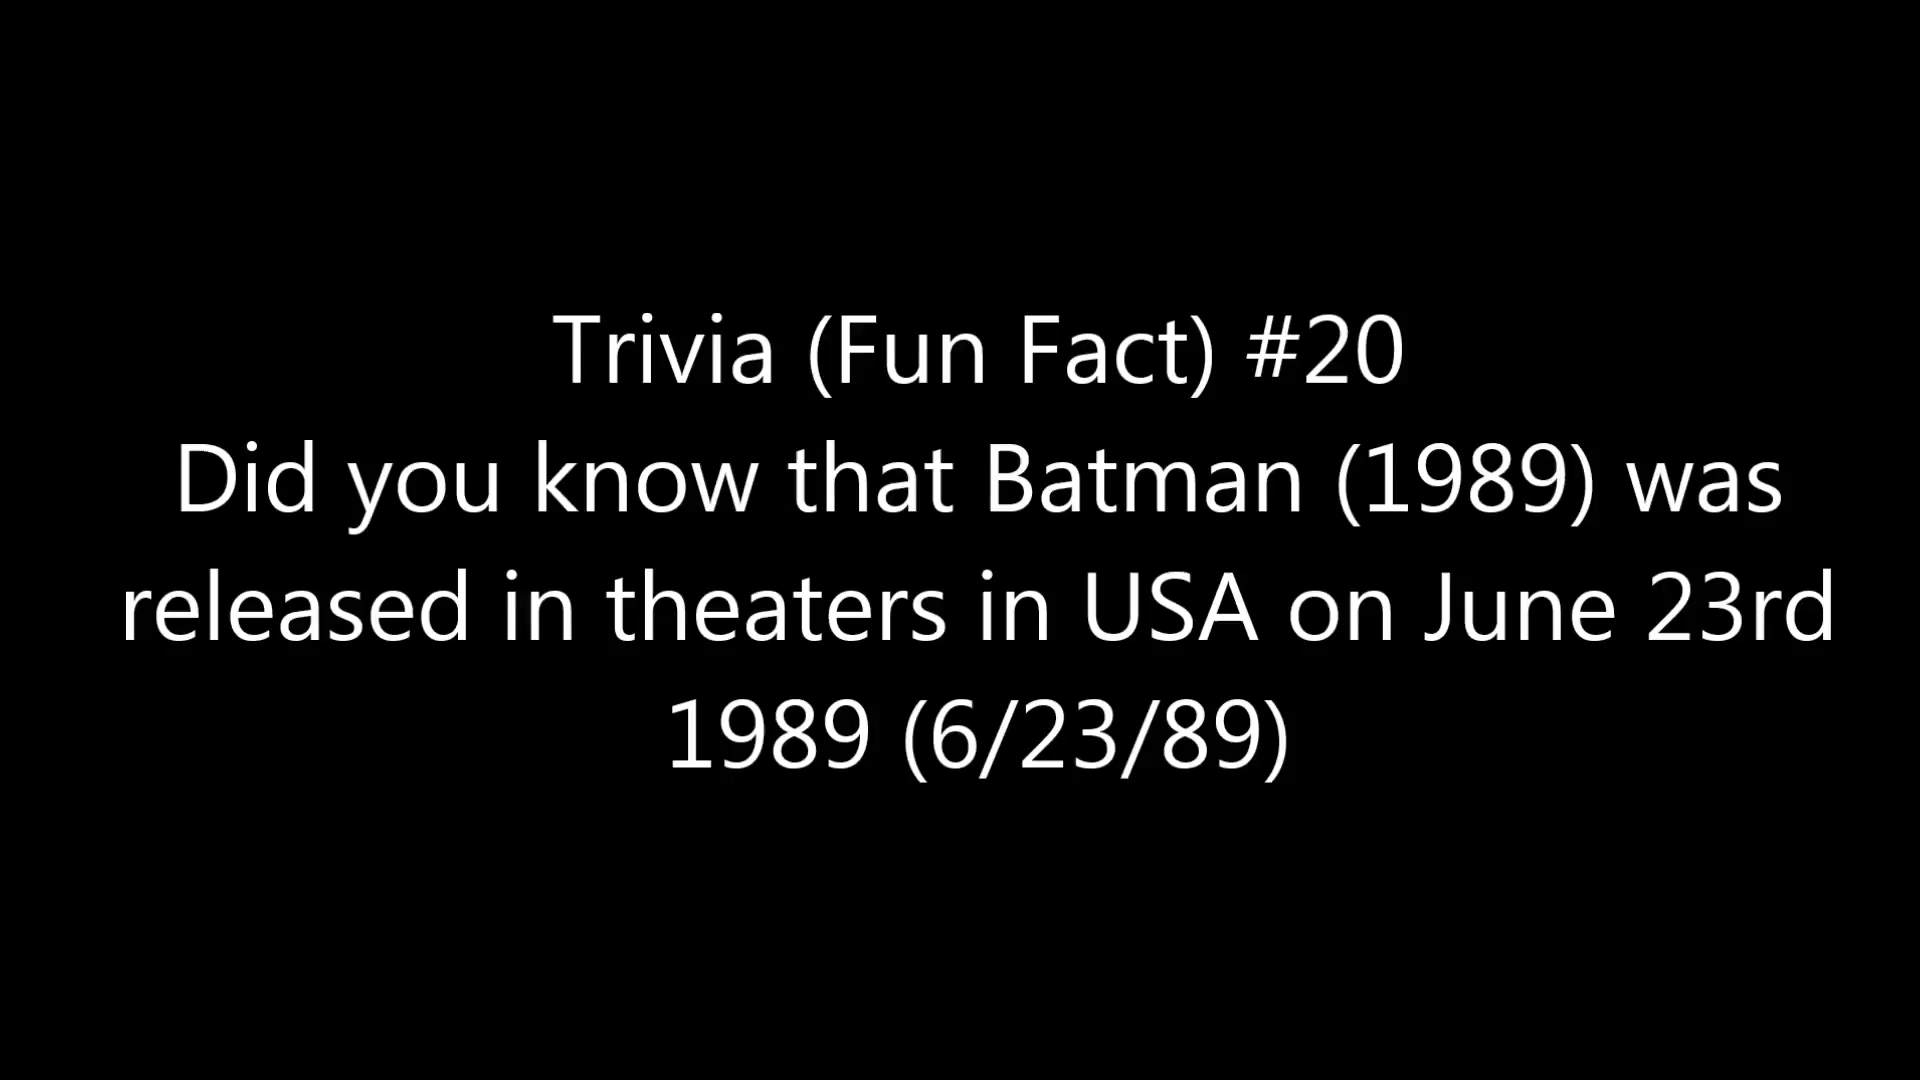 Trivia (Fun Fact) #20
Did you know that Batman (1989) was
released in theaters in USA on June 23rd
1989 (6/23/89)